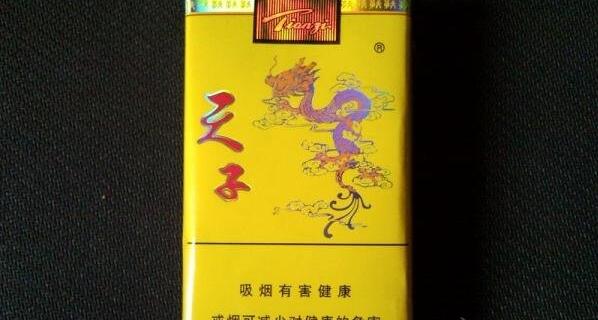 Tianzi
®
天子
吸烟有害健康
戒烟可减少对健康的危害